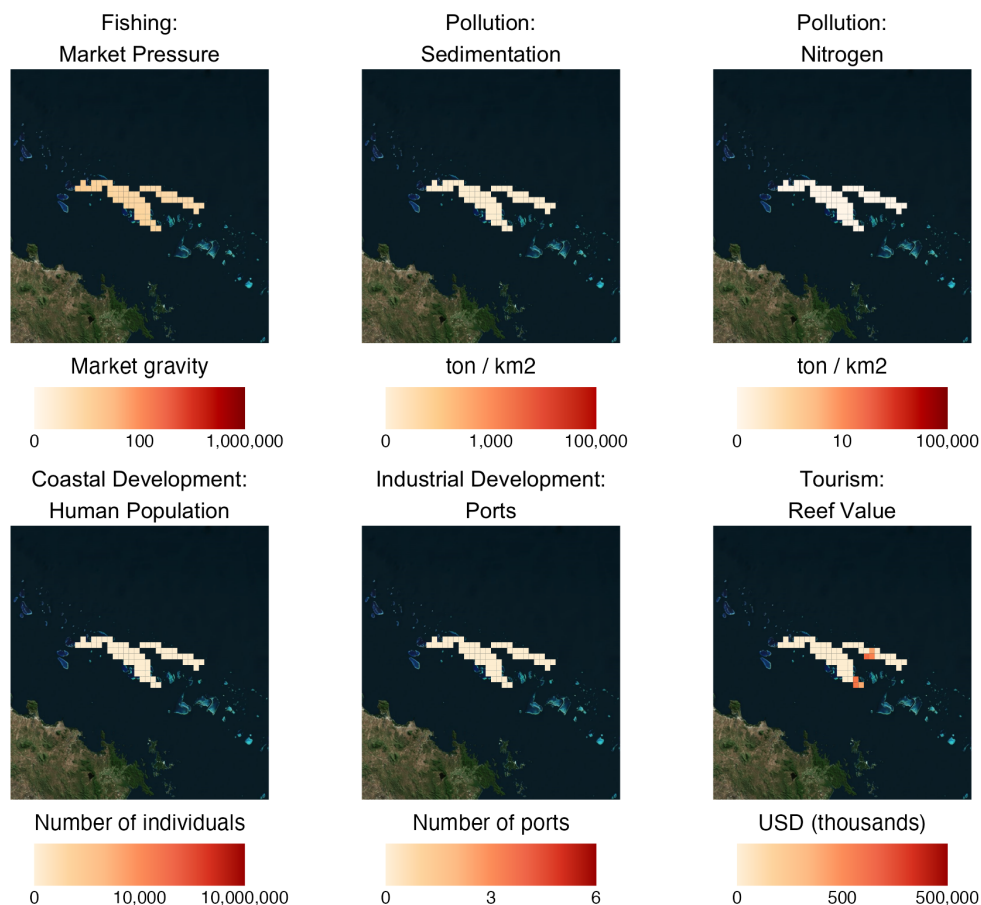 Fishing:
Market Pressure
Pollution:
Sedimentation
Pollution:
Nitrogen
Market gravity
0 100 1,000,000
ton / km2
0 1,000 100,000
ton / km2
0 10 100,000
Coastal Development:
Human Population
Industrial Development:
Ports
Tourism:
Reef Value
Number of individuals
0 10,000 10,000,000
Number of ports
0 3 6
USD (thousands)
0 500 500,000